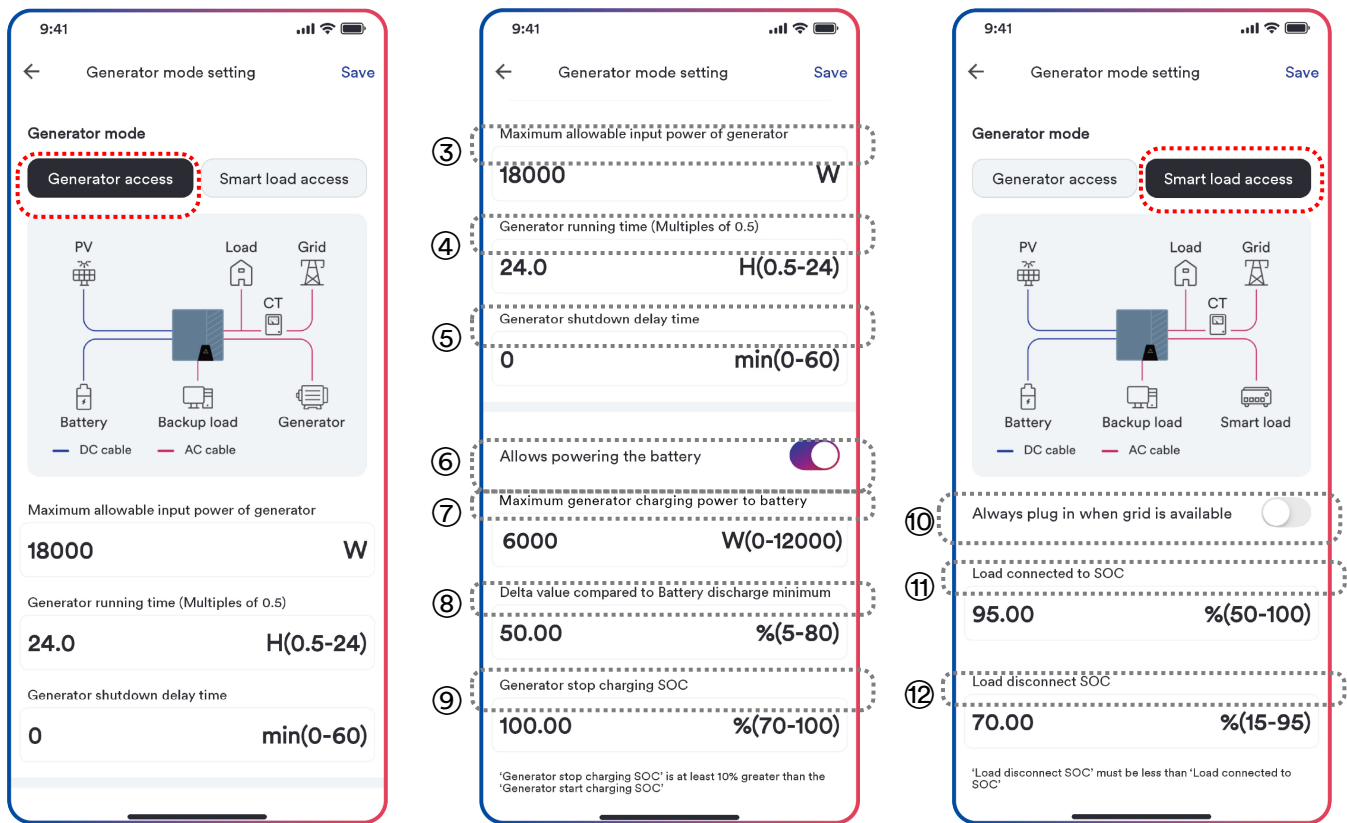 9:41
Generator mode setting
Save
Generator mode
Generator access
Smart load access
PV
Load
Grid
CT
Battery
Backup load
Generator
DC cable
AC cable
Maximum allowable input power of generator
18000 W
Generator running time (Multiples of 0.5)
24.0 H(0.5-24)
Generator shutdown delay time
0 min(0-60)
9:41
Generator mode setting
Save
③ Maximum allowable input power of generator
18000 W
④ Generator running time (Multiples of 0.5)
24.0 H(0.5-24)
⑤ Generator shutdown delay time
0 min(0-60)
⑥ Allows powering the battery
⑦ Maximum generator charging power to battery
6000 W(0-12000)
⑧ Delta value compared to Battery discharge minimum
50.00 %(5-80)
⑨ Generator stop charging SOC
100.00 %(70-100)
‘Generator stop charging SOC’ is at least 10% greater than the
‘Generator start charging SOC’
9:41
Generator mode setting
Save
Generator mode
Generator access
Smart load access
PV
Load
Grid
CT
Battery
Backup load
Smart load
DC cable
AC cable
⑩ Always plug in when grid is available
⑪ Load connected to SOC
95.00 %(50-100)
⑫ Load disconnect SOC
70.00 %(15-95)
‘Load disconnect SOC’ must be less than ‘Load connected to
SOC’